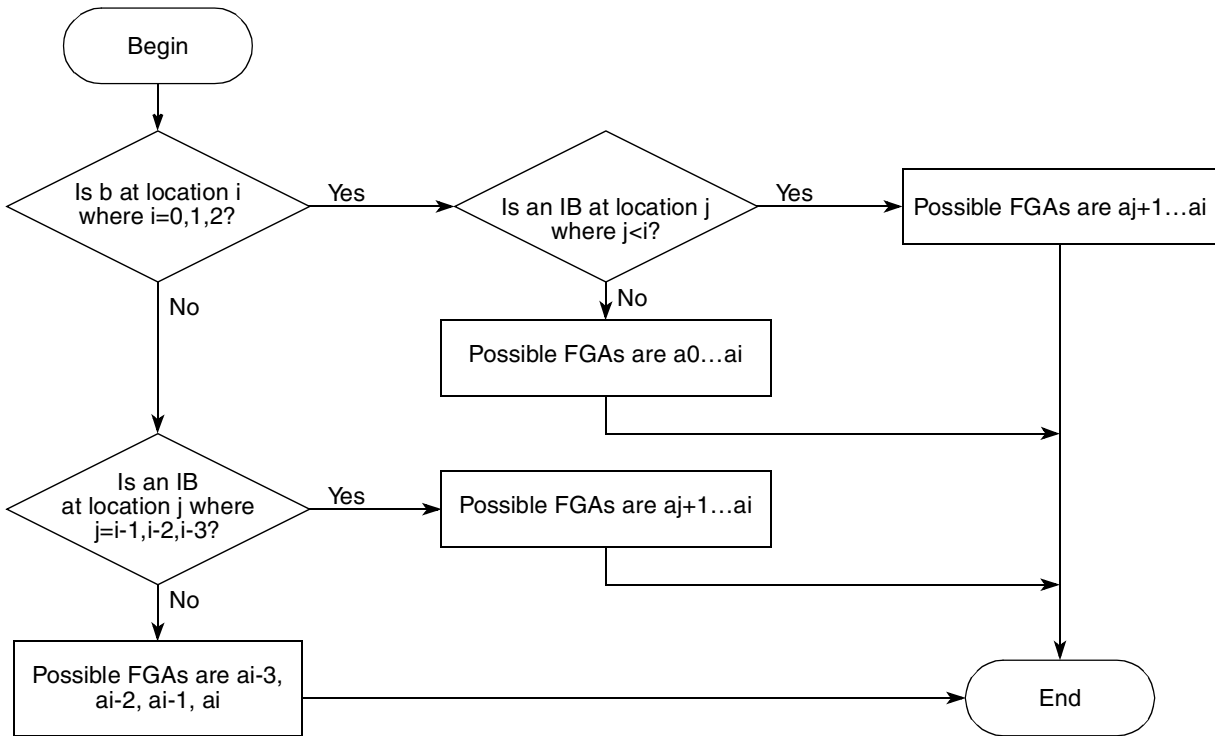 Begin
Is b at location i
where i=0,1,2?
Yes
Is an IB at location j
where j<i?
Yes
Possible FGAs are aj+1…ai
No
No
Possible FGAs are a0…ai
Is an IB
at location j where
j=i-1,i-2,i-3?
Yes
Possible FGAs are aj+1…ai
No
Possible FGAs are ai-3,
ai-2, ai-1, ai
End